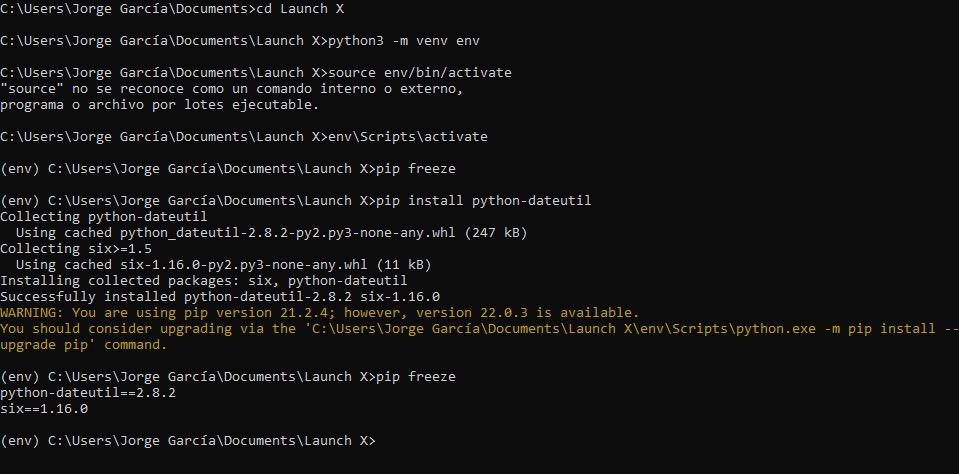 C:\Users\Jorge García\Documents>cd Launch X
C:\Users\Jorge García\Documents\Launch X>python3 -m venv env
C:\Users\Jorge García\Documents\Launch X>source env/bin/activate
"source" no se reconoce como un comando interno o externo,
programa o archivo por lotes ejecutable.
C:\Users\Jorge García\Documents\Launch X>env\Scripts\activate
(env) C:\Users\Jorge García\Documents\Launch X>pip freeze
(env) C:\Users\Jorge García\Documents\Launch X>pip install python-dateutil
Collecting python-dateutil
  Using cached python_dateutil-2.8.2-py2.py3-none-any.whl (247 kB)
Collecting six>=1.5
  Using cached six-1.16.0-py2.py3-none-any.whl (11 kB)
Installing collected packages: six, python-dateutil
Successfully installed python-dateutil-2.8.2 six-1.16.0
WARNING: You are using pip version 21.2.4; however, version 22.0.3 is available.
You should consider upgrading via the 'C:\Users\Jorge García\Documents\Launch X\env\Scripts\python.exe -m pip install --
upgrade pip' command.
(env) C:\Users\Jorge García\Documents\Launch X>pip freeze
python-dateutil==2.8.2
six==1.16.0
(env) C:\Users\Jorge García\Documents\Launch X>